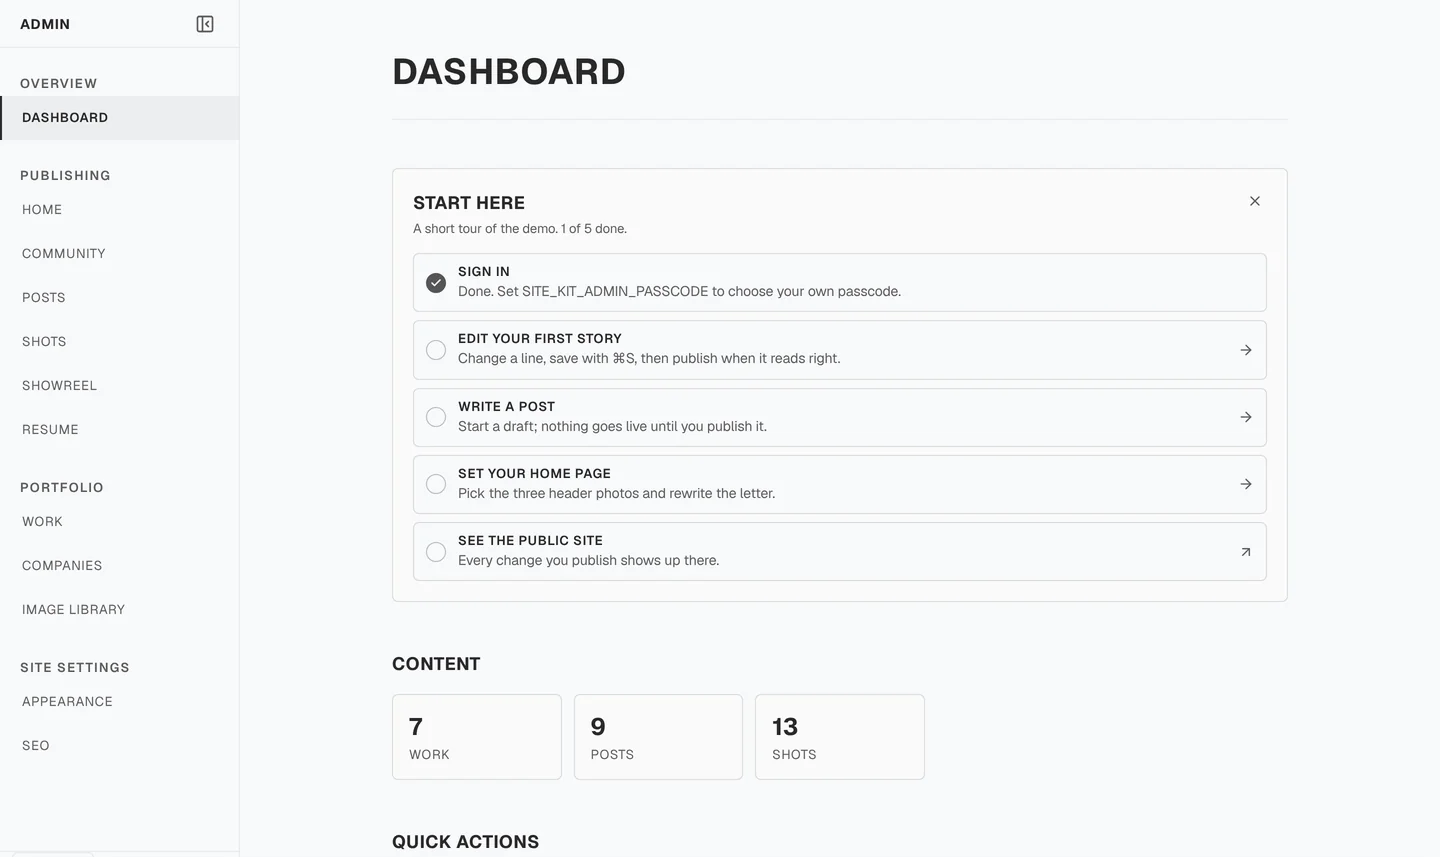 ADMIN
OVERVIEW
DASHBOARD
PUBLISHING
HOME
COMMUNITY
POSTS
SHOTS
SHOWREEL
RESUME
PORTFOLIO
WORK
COMPANIES
IMAGE LIBRARY
SITE SETTINGS
APPEARANCE
SEO
DASHBOARD
START HERE
A short tour of the demo. 1 of 5 done.
SIGN IN
Done. Set SITE_KIT_ADMIN_PASSCODE to choose your own passcode.
EDIT YOUR FIRST STORY
Change a line, save with ⌘S, then publish when it reads right.
WRITE A POST
Start a draft; nothing goes live until you publish it.
SET YOUR HOME PAGE
Pick the three header photos and rewrite the letter.
SEE THE PUBLIC SITE
Every change you publish shows up there.
CONTENT
7
WORK
9
POSTS
13
SHOTS
QUICK ACTIONS